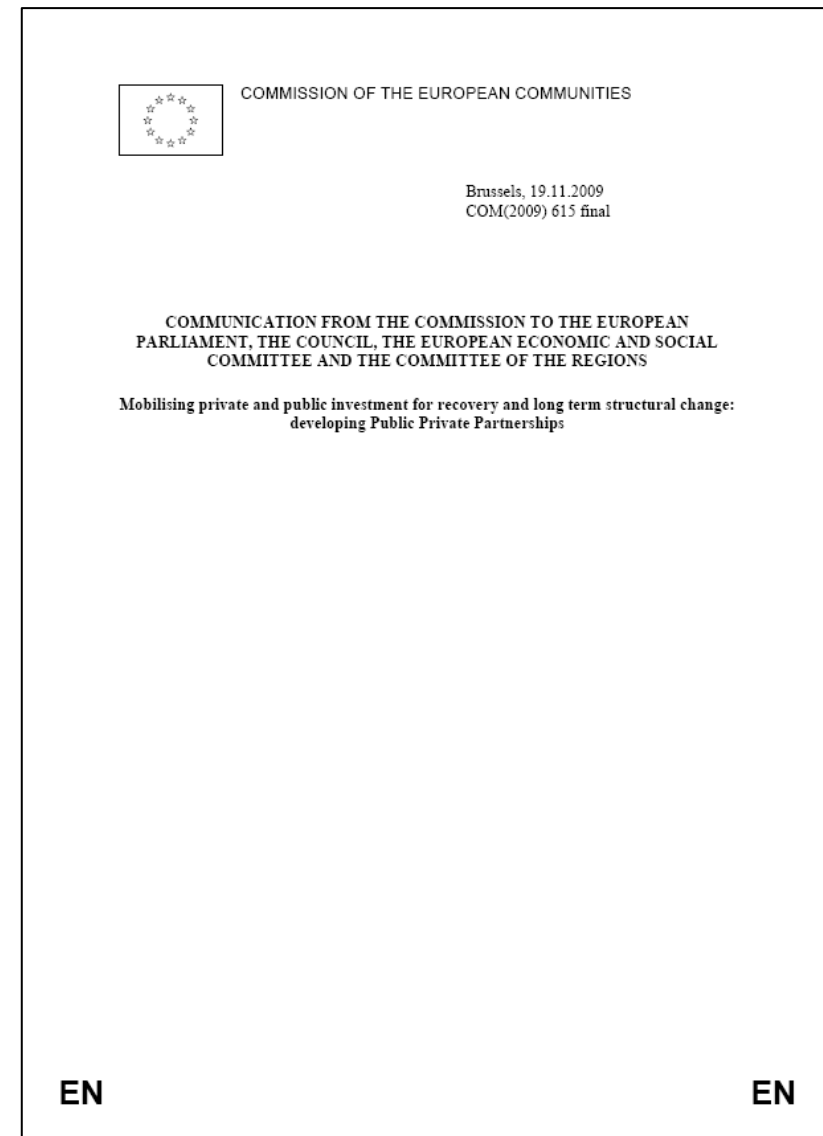 COMMISSION OF THE EUROPEAN COMMUNITIES
Brussels, 19.11.2009
COM(2009) 615 final
COMMUNICATION FROM THE COMMISSION TO THE EUROPEAN
PARLIAMENT, THE COUNCIL, THE EUROPEAN ECONOMIC AND SOCIAL
COMMITTEE AND THE COMMITTEE OF THE REGIONS
Mobilising private and public investment for recovery and long term structural change:
developing Public Private Partnerships
EN EN